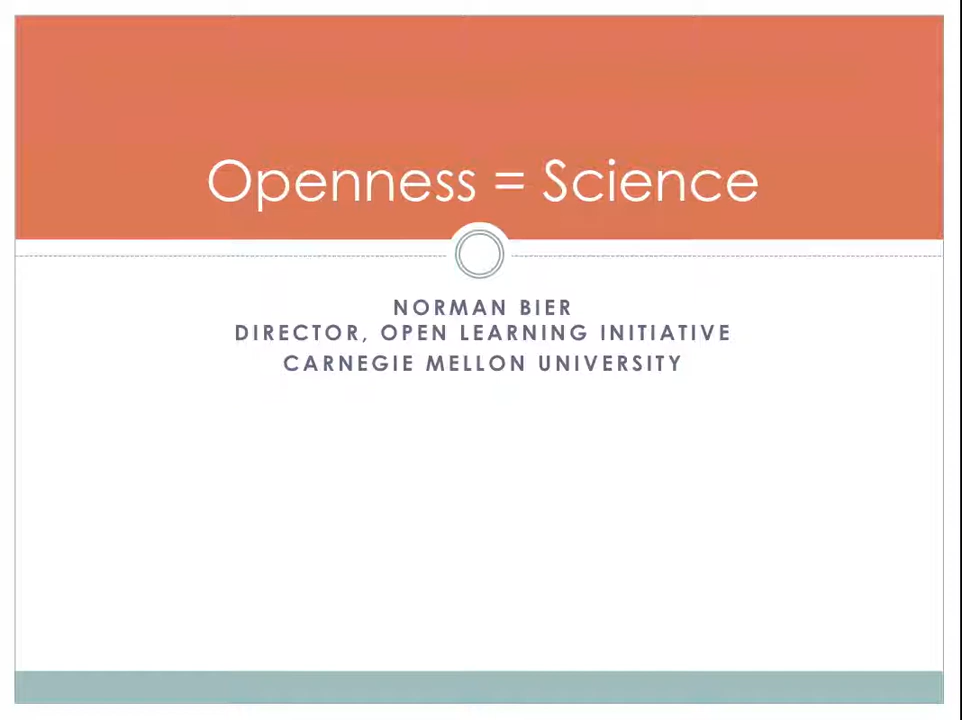 Openness = Science
NORMAN BIER
DIRECTOR, OPEN LEARNING INITIATIVE
CARNEGIE MELLON UNIVERSITY